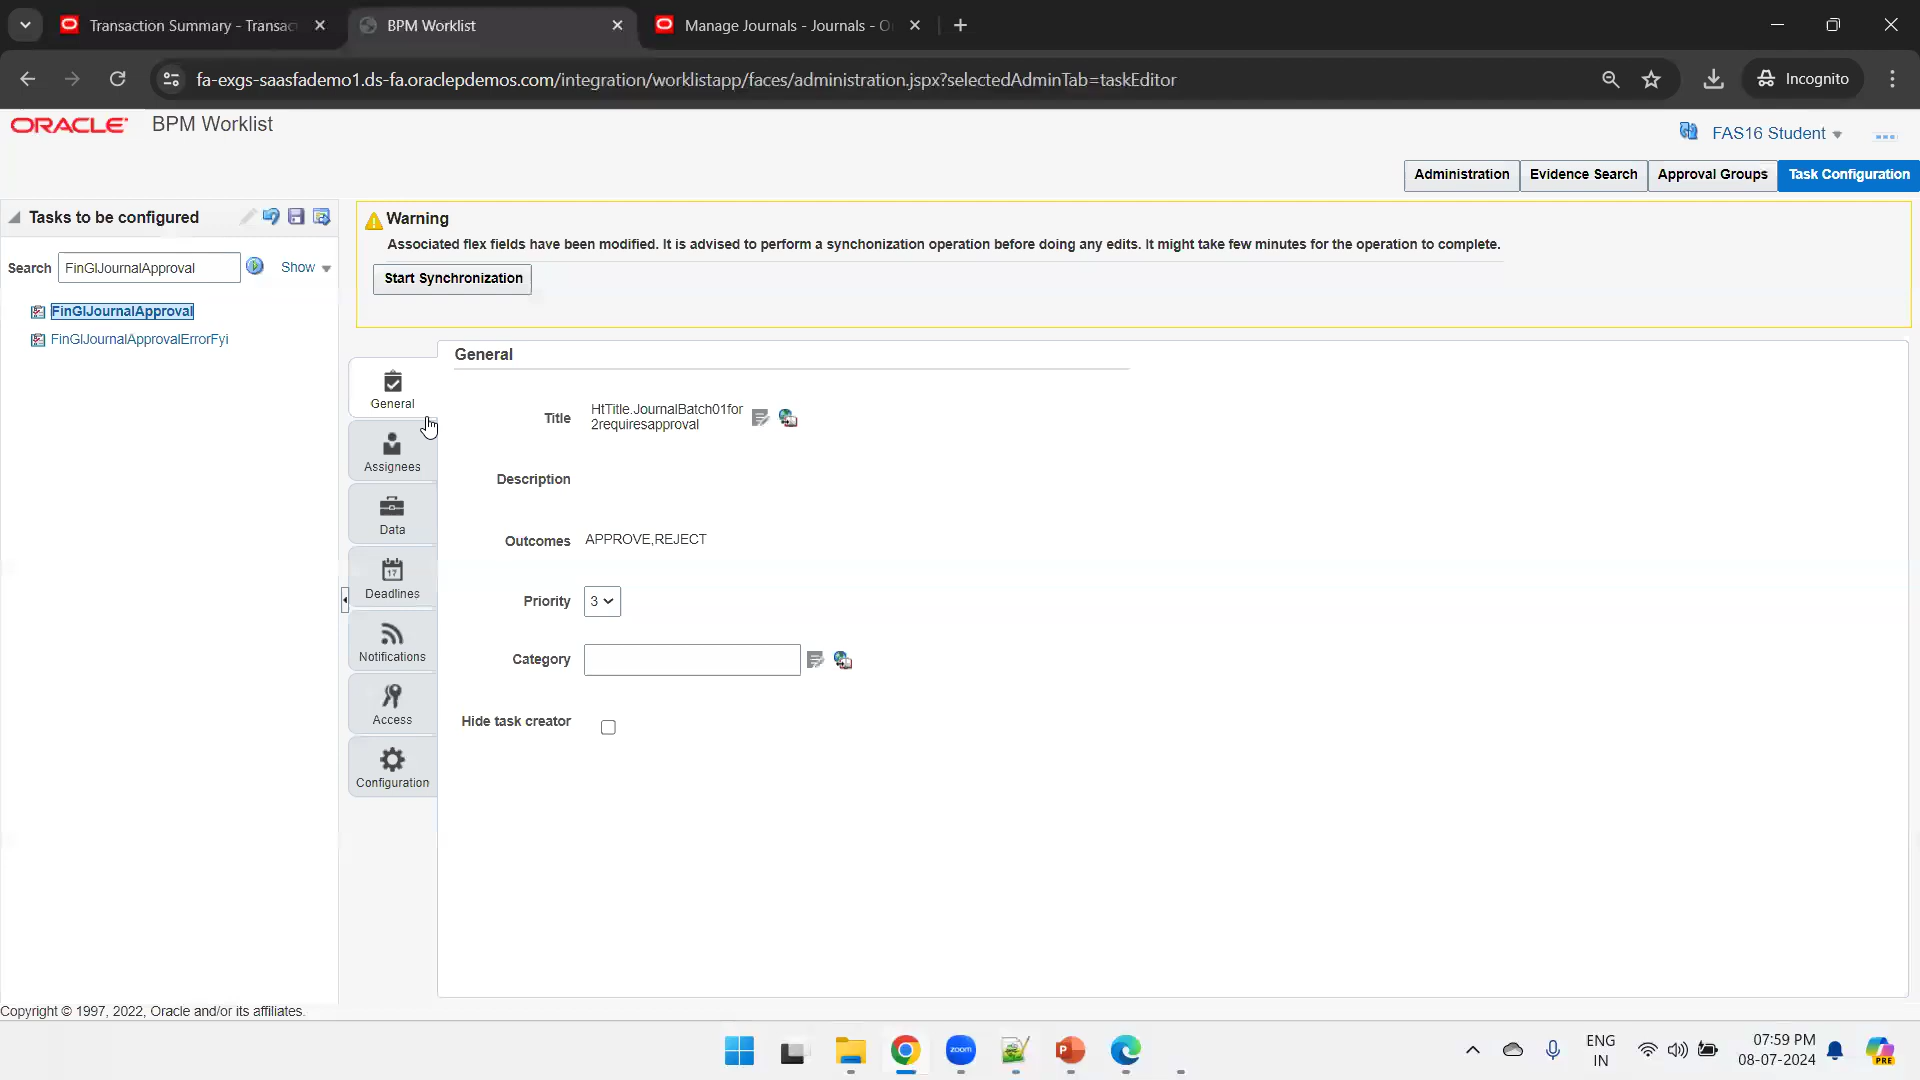 Transaction Summary - Transac
BPM Worklist
Manage Journals - Journals - O
fa-exgs-saasfademo1.ds-fa.oraclepdemos.com/integration/worklistapp/faces/administration.jspx?selectedAdminTab=taskEditor
Incognito
ORACLE
BPM Worklist
FAS16 Student
Administration
Evidence Search
Approval Groups
Task Configuration
Tasks to be configured
Search
FinGlJournalApproval
Show
FinGlJournalApproval
FinGlJournalApprovalErrorFyi
Warning
Associated flex fields have been modified. It is advised to perform a synchonization operation before doing any edits. It might take few minutes for the operation to complete.
Start Synchronization
General
Assignees
Data
17
Deadlines
Notifications
Access
Configuration
General
Title
HtTitle.JournalBatch01for
2requiresapproval
Description
Outcomes
APPROVE,REJECT
Priority
3
Category
Hide task creator
Copyright © 1997, 2022, Oracle and/or its affiliates.
zoom
P
ENG
IN
07:59 PM
08-07-2024
PRE